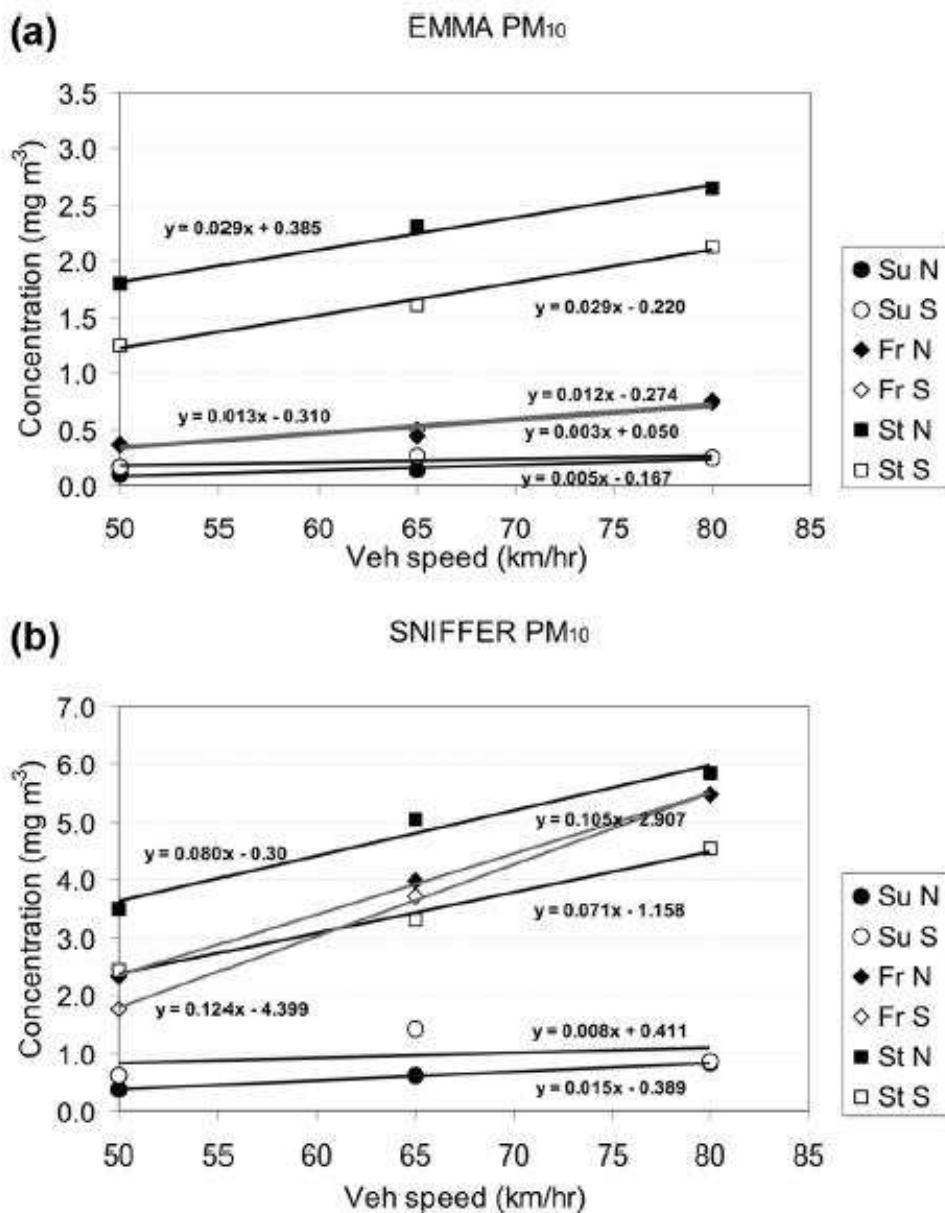 (a)
EMMA PM10
3.5
3.0
2.5
2.0
1.5
1.0
0.5
0.0
Concentration (mg m-3)
y = 0.029x + 0.385
y = 0.029x - 0.220
y = 0.013x - 0.310
y = 0.012x - 0.274
y = 0.003x + 0.050
y = 0.005x - 0.167
50 55 60 65 70 75 80 85
Veh speed (km/hr)
Su N
Su S
Fr N
Fr S
St N
St S
(b)
SNIFFER PM10
7.0
6.0
5.0
4.0
3.0
2.0
1.0
0.0
Concentration (mg m-3)
y = 0.105x - 2.907
y = 0.080x - 0.30
y = 0.071x - 1.158
y = 0.124x - 4.399
y = 0.008x + 0.411
y = 0.015x - 0.389
50 55 60 65 70 75 80 85
Veh speed (km/hr)
Su N
Su S
Fr N
Fr S
St N
St S